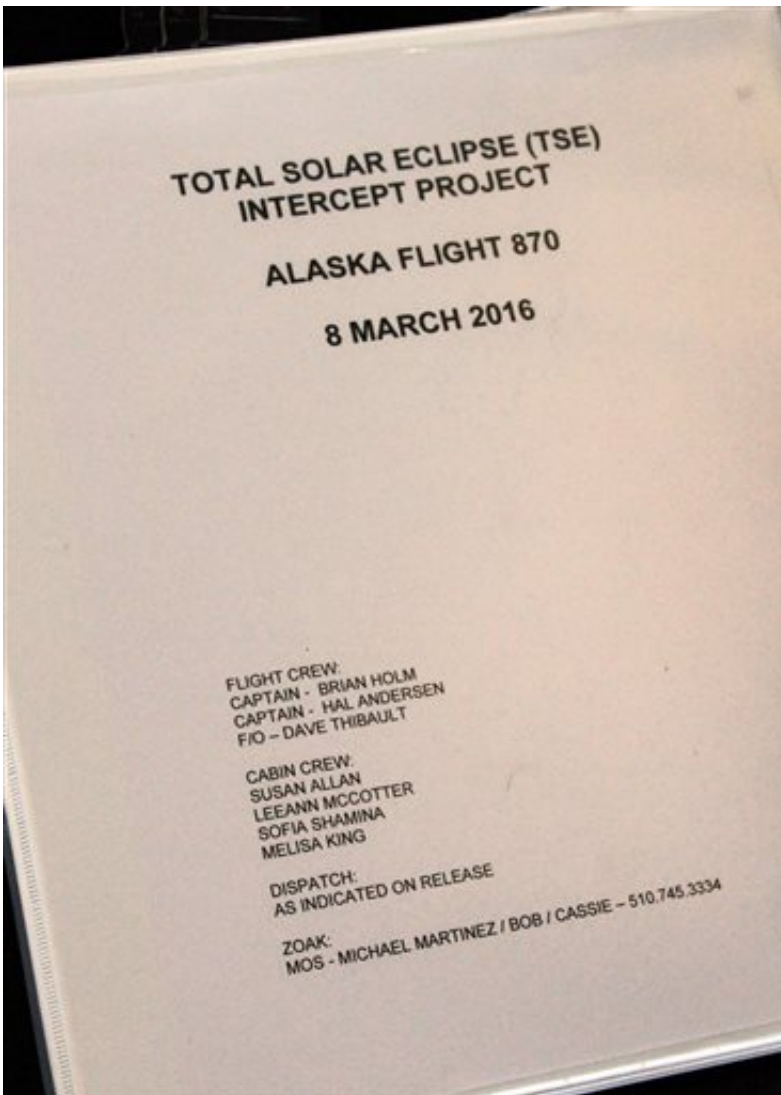 TOTAL SOLAR ECLIPSE (TSE)
INTERCEPT PROJECT
ALASKA FLIGHT 870
8 MARCH 2016
FLIGHT CREW:
CAPTAIN - BRIAN HOLM
CAPTAIN - HAL ANDERSEN
F/O – DAVE THIBAULT
CABIN CREW:
SUSAN ALLAN
LEEANN MCCOTTER
SOFIA SHAMINA
MELISA KING
DISPATCH:
AS INDICATED ON RELEASE
ZOAK:
MOS - MICHAEL MARTINEZ / BOB / CASSIE – 510.745.3334